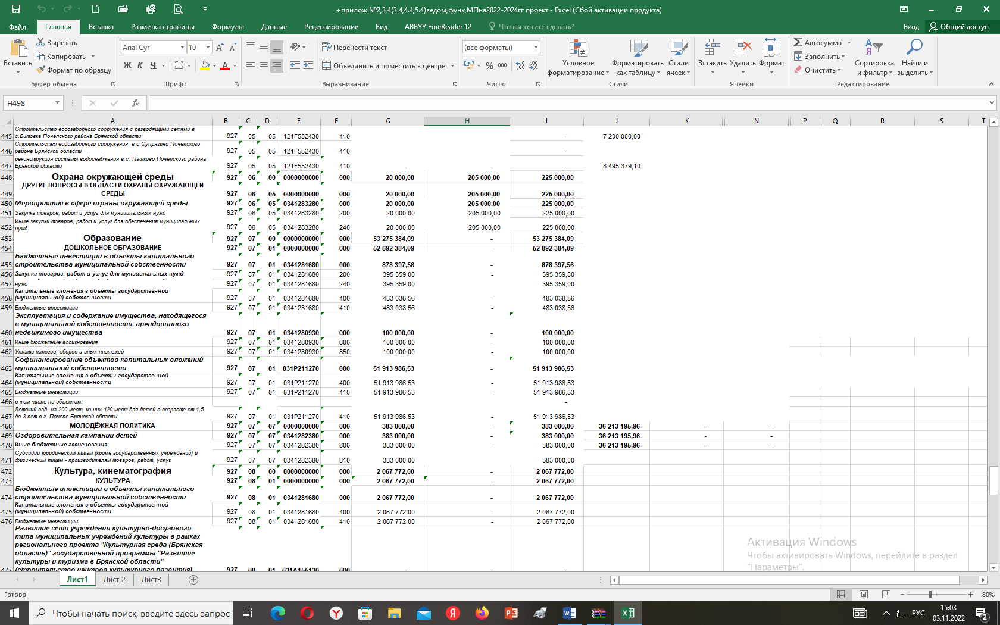 +прилож.№2,3,4(3.4,4.4,5.4)ведом,функ,МПна2022-2024гг проект - Excel (Сбой активации продукта)
Файл Главная Вставка Разметка страницы Формулы Данные Рецензирование Вид ABBYY FineReader 12 Что вы хотите сделать? Вход Общий доступ
Вставить
Вырезать
Копировать
Формат по образцу
Буфер обмена
Arial Cyr 10
Ж К Ч
Шрифт
Перенести текст
Объединить и поместить в центре
Выравнивание
(все форматы)
% 000
Число
Условное форматирование
Форматировать как таблицу
Стили ячеек
Стили
Вставить Удалить Формат
Ячейки
Автосумма
Заполнить
Очистить
Сортировка и фильтр
Найти и выделить
Редактирование
H498 fx
A B C D E F G H I J K N P Q R S T
Строительство водозаборного сооружения с разводящими сетями в
445 с.Витовка Почепского района Брянской области 927 05 05 121F552430 410 - 7 200 000,00
Строительство водозаборного сооружения в с.Супрягино Почепского
446 района Брянской области 927 05 05 121F552430 410 -
реконструкция системы водоснабжения в с. Пашково Почепского района
447 Брянской области 927 05 05 121F552430 410 - - - 8 495 379,10
448 Охрана окружающей среды 927 06 00 0000000000 000 20 000,00 205 000,00 225 000,00
ДРУГИЕ ВОПРОСЫ В ОБЛАСТИ ОХРАНЫ ОКРУЖАЮЩЕЙ
449 СРЕДЫ 927 06 05 0000000000 000 20 000,00 205 000,00 225 000,00
450 Мероприятия в сфере охраны окружающей среды 927 06 05 0341283280 000 20 000,00 205 000,00 225 000,00
451 Закупка товаров, работ и услуг для муниципальных нужд 927 06 05 0341283280 200 20 000,00 205 000,00 225 000,00
Иные закупки товаров, работ и услуг для обеспечения муниципальных
452 нужд 927 06 05 0341283280 240 20 000,00 205 000,00 225 000,00
453 Образование 927 07 00 0000000000 000 53 275 384,09 - 53 275 384,09
454 ДОШКОЛЬНОЕ ОБРАЗОВАНИЕ 927 07 01 0000000000 000 52 892 384,09 - 52 892 384,09
Бюджетные инвестиции в объекты капитального
455 строительства муниципальной собственности 927 07 01 0341281680 000 878 397,56 - 878 397,56
456 Закупка товаров, работ и услуг для муниципальных нужд 927 07 01 0341281680 200 395 359,00 - 395 359,00
457 нужд 927 07 01 0341281680 240 395 359,00 395 359,00
Капитальные вложения в объекты государственной
458 (муниципальной) собственности 927 07 01 0341281680 400 483 038,56 - 483 038,56
459 Бюджетные инвестиции 927 07 01 0341281680 410 483 038,56 - 483 038,56
Эксплуатация и содержание имущества, находящегося
в муниципальной собственности, арендовпнного
460 недвижимого имущества 927 07 01 0341280930 000 100 000,00 - 100 000,00
461 Иные бюджетные ассигнования 927 07 01 0341280930 800 100 000,00 - 100 000,00
462 Уплата налогов, сборов и иных платежей 927 07 01 0341280930 850 100 000,00 - 100 000,00
Софинансирование объектов капитальных вложений
463 муниципальной собственности 927 07 01 031P211270 000 51 913 986,53 - 51 913 986,53
Капитальные вложения в объекты государственной
464 (муниципальной) собственности 927 07 01 031P211270 400 51 913 986,53 - 51 913 986,53
465 Бюджетные инвестиции 927 07 01 031P211270 410 51 913 986,53 - 51 913 986,53
466 в том числе по объектам: -
Детский сад на 200 мест, из них 120 мест для детей в возрасте от 1,5
467 до 3 лет в г. Почепе Брянской области 927 07 01 031P211270 410 51 913 986,53 - 51 913 986,53
468 МОЛОДЁЖНАЯ ПОЛИТИКА 927 07 07 0000000000 000 383 000,00 - 383 000,00 36 213 195,96 - -
469 Оздоровительная кампании детей 927 07 07 0341282380 000 383 000,00 - 383 000,00 36 213 195,96 - -
470 Иные бюджетные ассигнования 927 07 07 0341282380 800 383 000,00 - 383 000,00 36 213 195,96 - -
Субсидии юридическим лицам (кроме государственных учреждений) и
471 физическим лицам - производителям товаров, работ, услуг 927 07 07 0341282380 810 383 000,00 383 000,00
472 Культура, кинематография 927 08 00 0000000000 000 2 067 772,00 - 2 067 772,00
473 КУЛЬТУРА 927 08 01 0000000000 000 2 067 772,00 - 2 067 772,00
Бюджетные инвестиции в объекты капитального
474 строительства муниципальной собственности 927 08 01 0341281680 000 2 067 772,00 - 2 067 772,00
Капитальные вложения в объекты государственной
475 (муниципальной) собственности 927 08 01 0341281680 400 2 067 772,00 - 2 067 772,00
476 Бюджетные инвестиции 927 08 01 0341281680 410 2 067 772,00 - 2 067 772,00
Развитие сети учреждений культурно-досугового
типа муниципальных учреждений культуры в рамках
регионального проекта "Культурная среда (Брянская
область)" государственной программы "Развитие
культуры и туризма в Брянской области"
477 (строительство центров культурного развития) 927 08 01 031A155130 000 - - -
Активация Windows
Чтобы активировать Windows, перейдите в раздел
"Параметры".
Лист1 Лист 2 Лист3
Готово 80%
Чтобы начать поиск, введите здесь запрос
РУС 15:03
03.11.2022 2